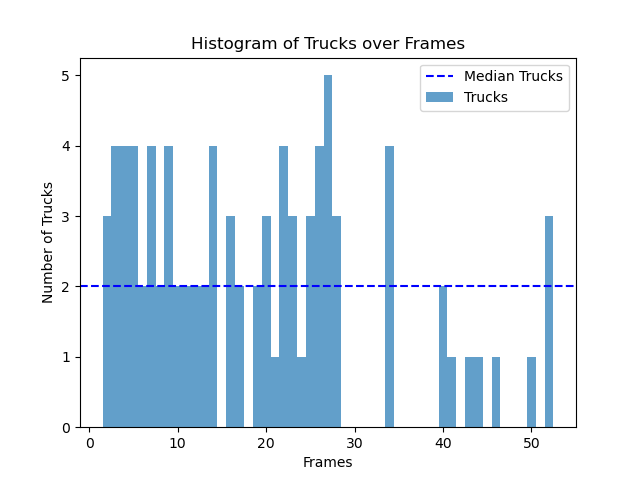 Histogram of Trucks over Frames
Median Trucks
Trucks
Number of Trucks
5
4
3
2
1
0
0 10 20 30 40 50
Frames